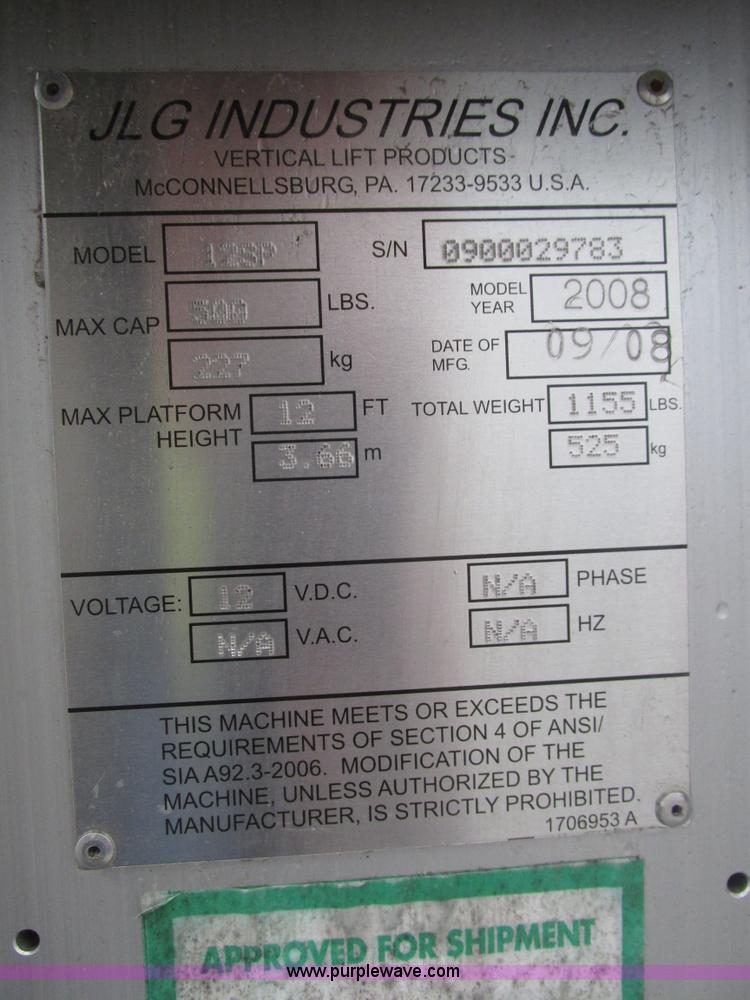 JLG INDUSTRIES INC.
VERTICAL LIFT PRODUCTS
McCONNELLSBURG, PA. 17233-9533 U.S.A.
MODEL 12SP S/N 0900029783
MAX CAP 500 LBS. MODEL YEAR 2008
227 kg DATE OF MFG. 09/08
MAX PLATFORM HEIGHT 12 FT TOTAL WEIGHT 1155 LBS.
3.66 m 525 kg
VOLTAGE: 12 V.D.C. N/A PHASE
N/A V.A.C. N/A HZ
THIS MACHINE MEETS OR EXCEEDS THE
REQUIREMENTS OF SECTION 4 OF ANSI/
SIA A92.3-2006. MODIFICATION OF THE
MACHINE, UNLESS AUTHORIZED BY THE
MANUFACTURER, IS STRICTLY PROHIBITED.
1706953 A
APPROVED FOR SHIPMENT
www.purplewave.com